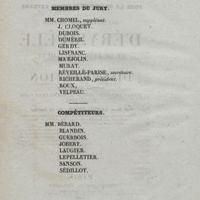 MEMBRES DU JURY.
MM. CHOMEL, suppléant.
J. CLOQUET.
DUBOIS.
DUMÉRIL.
GERDY.
LISFRANC.
MARJOLIN.
MURAT.
RÉVEILLÉ-PARISE, secrétaire.
RICHERAND, président.
ROUX.
VELPEAU.
COMPÉTITEURS.
MM. BÉRARD.
BLANDIN.
GUERBOIS.
JOBERT.
LAUGIER.
LEPELLETIER.
SANSON.
SÉDILLOT.